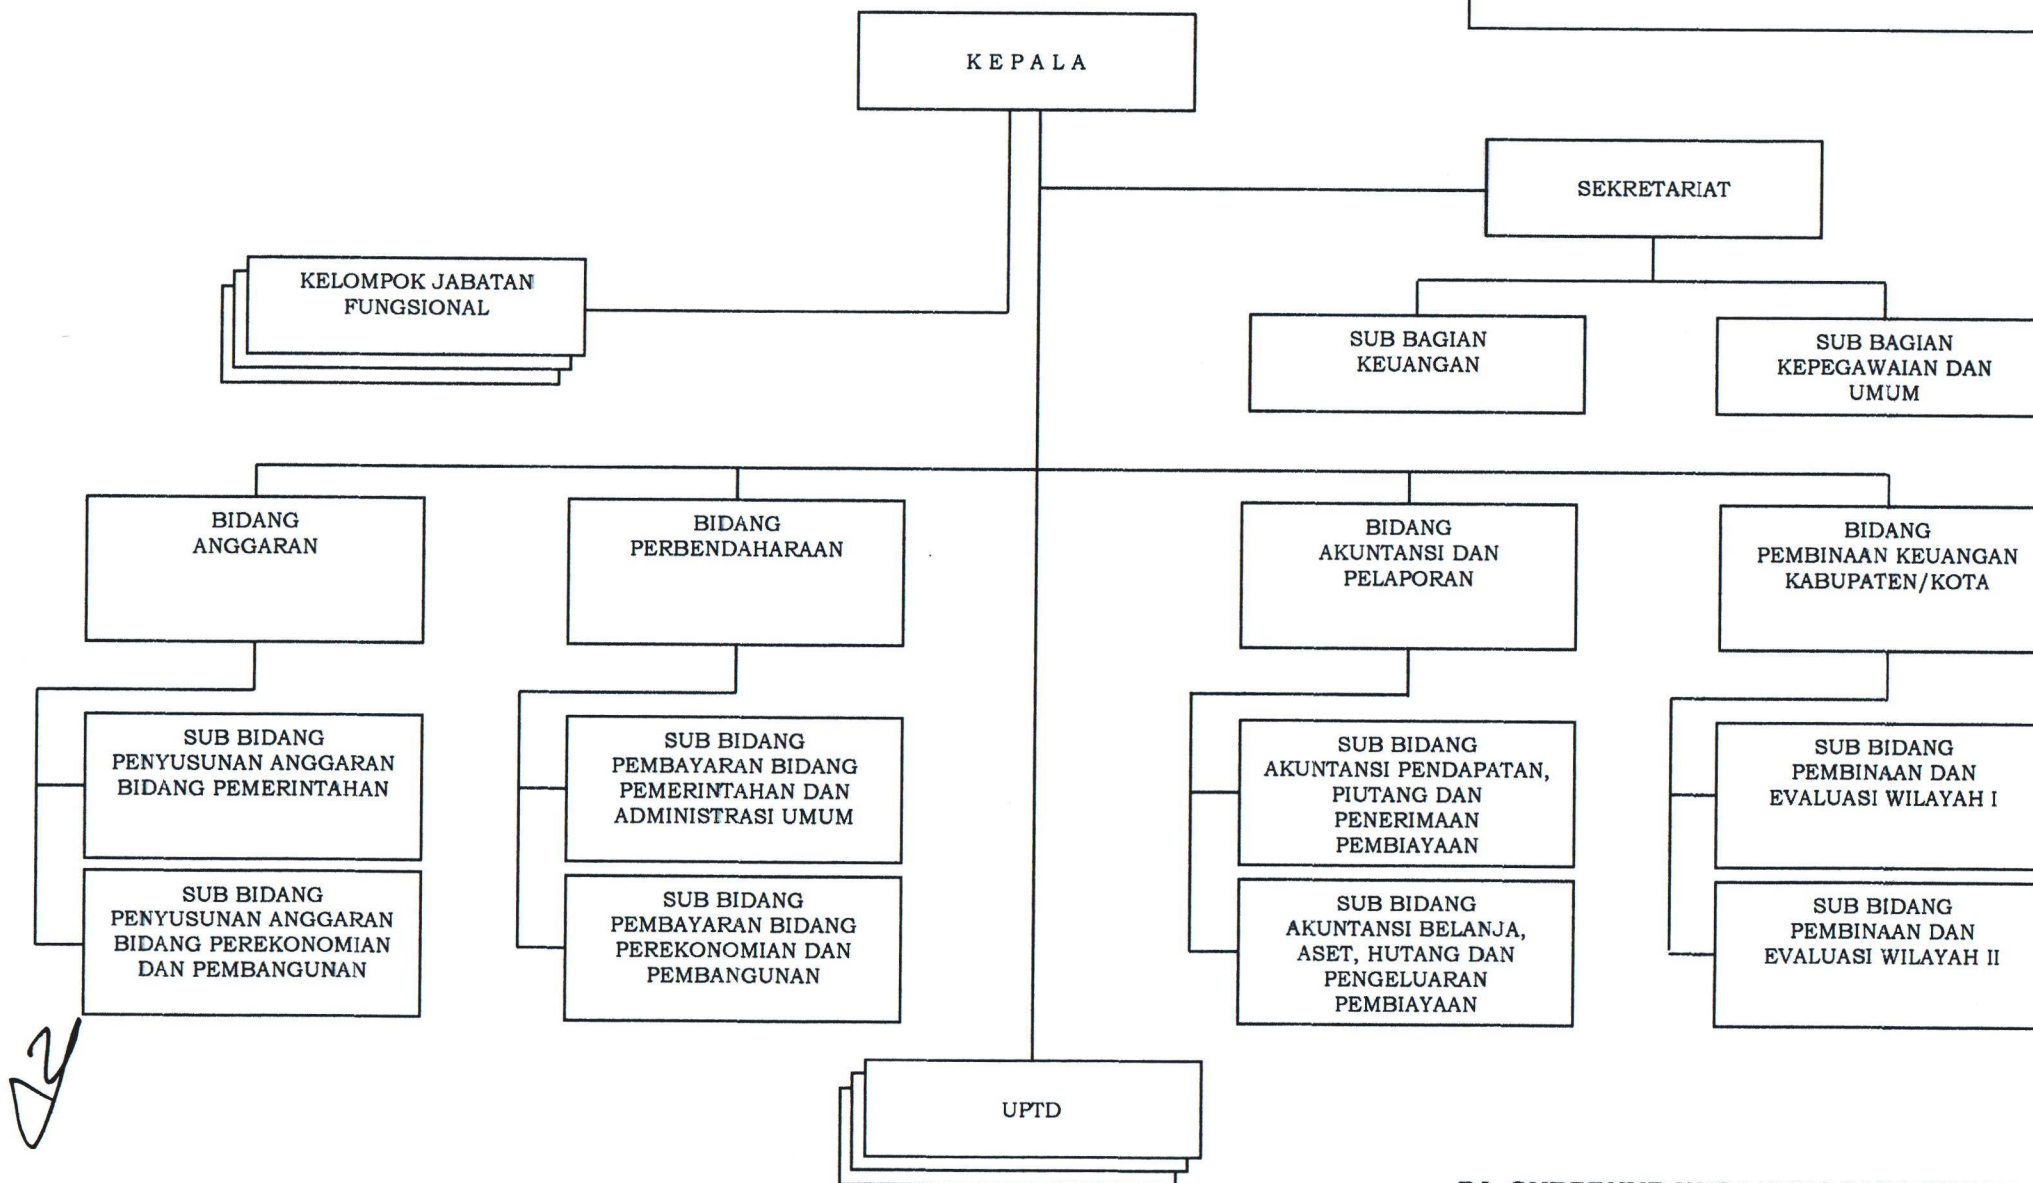 KEPALA
SEKRETARIAT
KELOMPOK JABATAN
FUNGSIONAL
SUB BAGIAN
KEUANGAN
SUB BAGIAN
KEPEGAWAIAN DAN
UMUM
BIDANG
ANGGARAN
BIDANG
PERBENDAHARAAN
BIDANG
AKUNTANSI DAN
PELAPORAN
BIDANG
PEMBINAAN KEUANGAN
KABUPATEN/KOTA
SUB BIDANG
PENYUSUNAN ANGGARAN
BIDANG PEMERINTAHAN
SUB BIDANG
PEMBAYARAN BIDANG
PEMERINTAHAN DAN
ADMINISTRASI UMUM
SUB BIDANG
AKUNTANSI PENDAPATAN,
PIUTANG DAN
PENERIMAAN
PEMBIAYAAN
SUB BIDANG
PEMBINAAN DAN
EVALUASI WILAYAH I
SUB BIDANG
PENYUSUNAN ANGGARAN
BIDANG PEREKONOMIAN
DAN PEMBANGUNAN
SUB BIDANG
PEMBAYARAN BIDANG
PEREKONOMIAN DAN
PEMBANGUNAN
SUB BIDANG
AKUNTANSI BELANJA,
ASET, HUTANG DAN
PENGELUARAN
PEMBIAYAAN
SUB BIDANG
PEMBINAAN DAN
EVALUASI WILAYAH II
UPTD